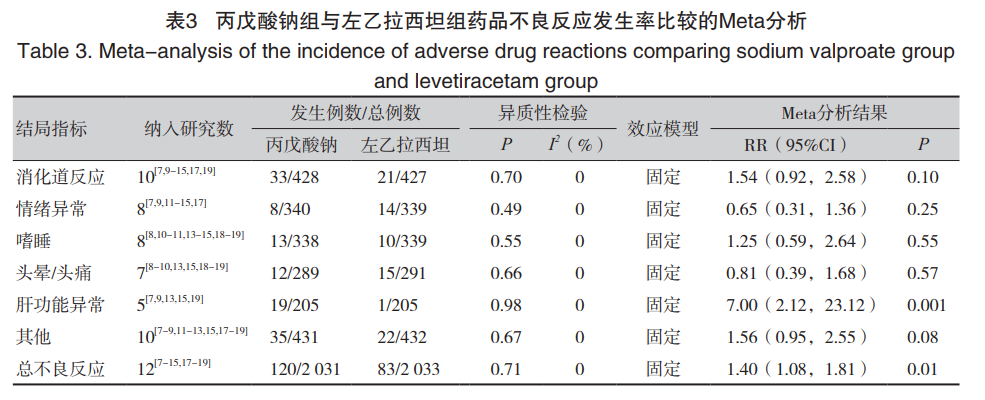 表3 丙戊酸钠组与左乙拉西坦组药品不良反应发生率比较的Meta分析
Table 3. Meta−analysis of the incidence of adverse drug reactions comparing sodium valproate group
and levetiracetam group
结局指标 纳入研究数 发生例数/总例数 异质性检验 效应模型 Meta分析结果
丙戊酸钠 左乙拉西坦 P I²(%) RR(95%CI) P
消化道反应 10[7,9−15,17,19] 33/428 21/427 0.70 0 固定 1.54(0.92,2.58) 0.10
情绪异常 8[7,9,11−15,17] 8/340 14/339 0.49 0 固定 0.65(0.31,1.36) 0.25
嗜睡 8[8,10−11,13−15,18−19] 13/338 10/339 0.55 0 固定 1.25(0.59,2.64) 0.55
头晕/头痛 7[8−10,13,15,18−19] 12/289 15/291 0.66 0 固定 0.81(0.39,1.68) 0.57
肝功能异常 5[7,9,13,15,19] 19/205 1/205 0.98 0 固定 7.00(2.12,23.12) 0.001
其他 10[7−9,11−13,15,17−19] 35/431 22/432 0.67 0 固定 1.56(0.95,2.55) 0.08
总不良反应 12[7−15,17−19] 120/2 031 83/2 033 0.71 0 固定 1.40(1.08,1.81) 0.01